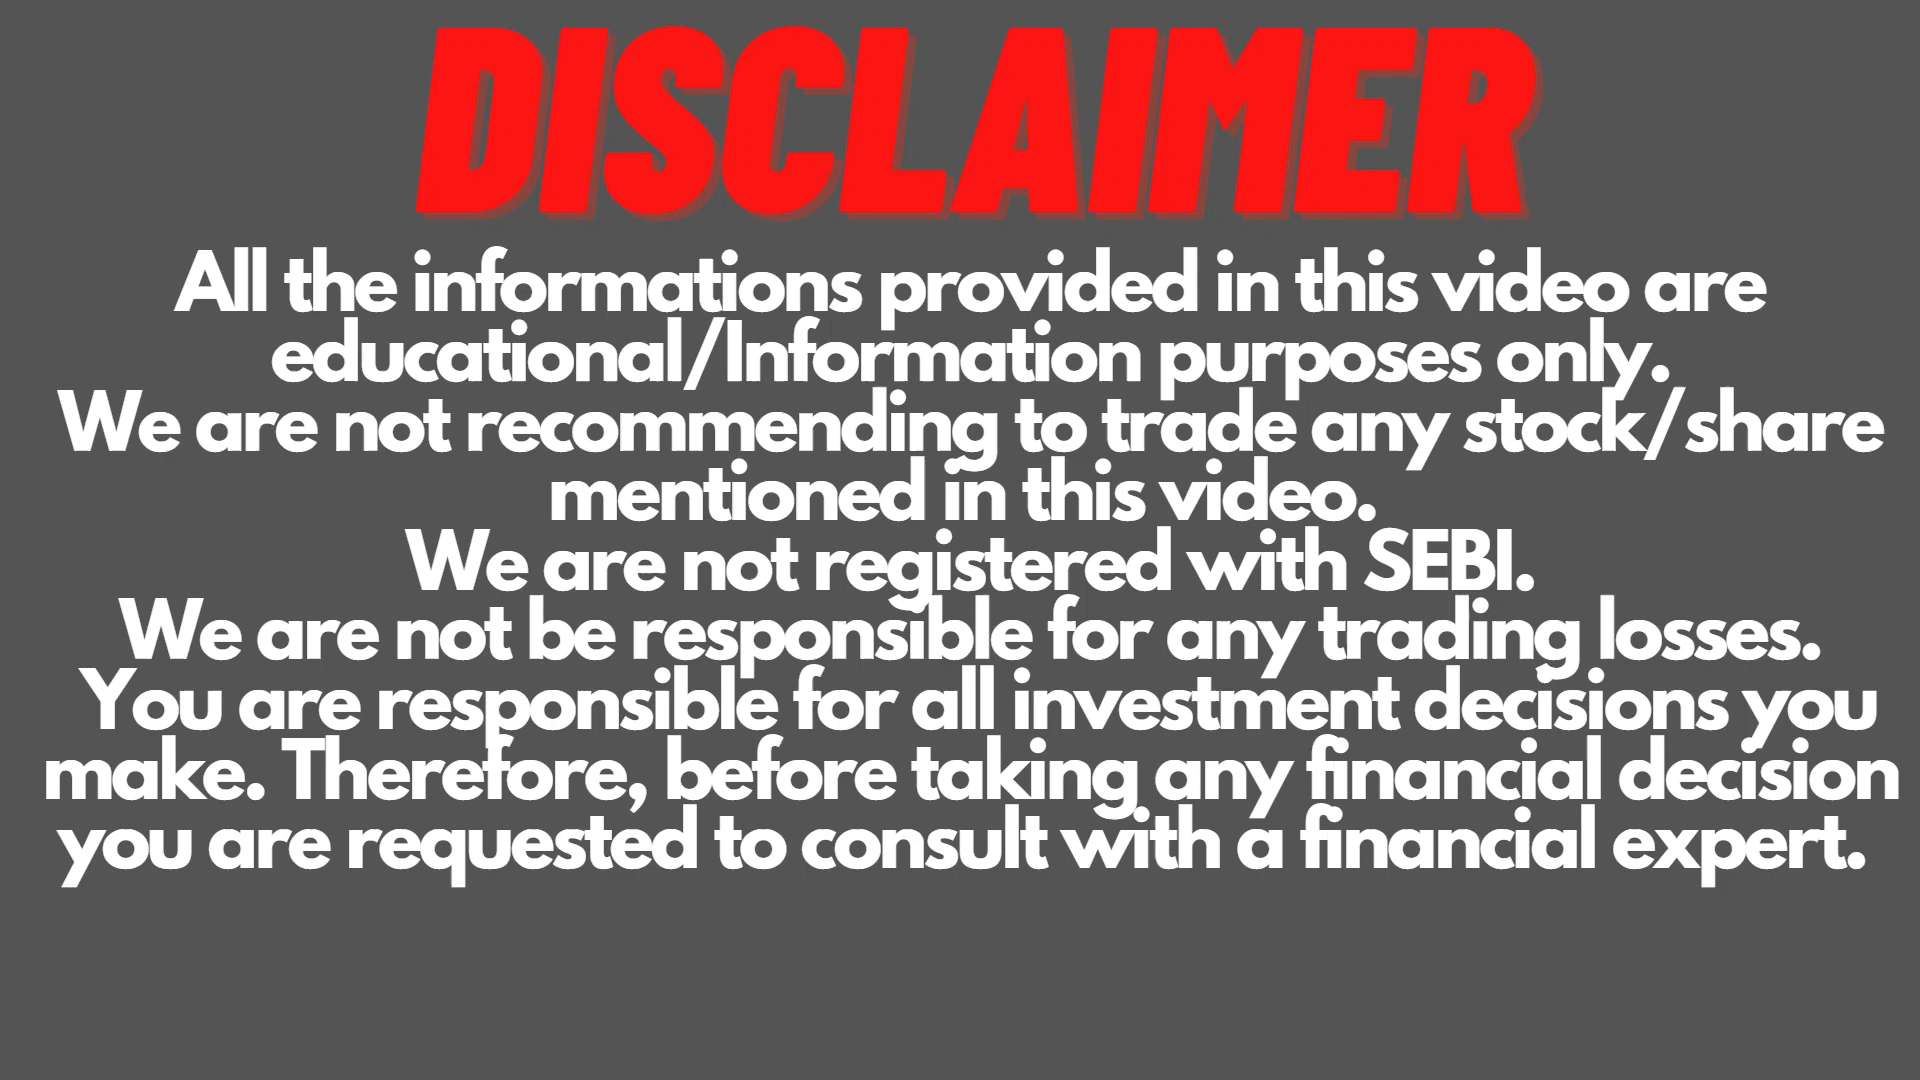 DISCLAIMER
All the informations provided in this video are
educational/Information purposes only.
We are not recommending to trade any stock/share
mentioned in this video.
We are not registered with SEBI.
We are not be responsible for any trading losses.
You are responsible for all investment decisions you
make. Therefore, before taking any financial decision
you are requested to consult with a financial expert.